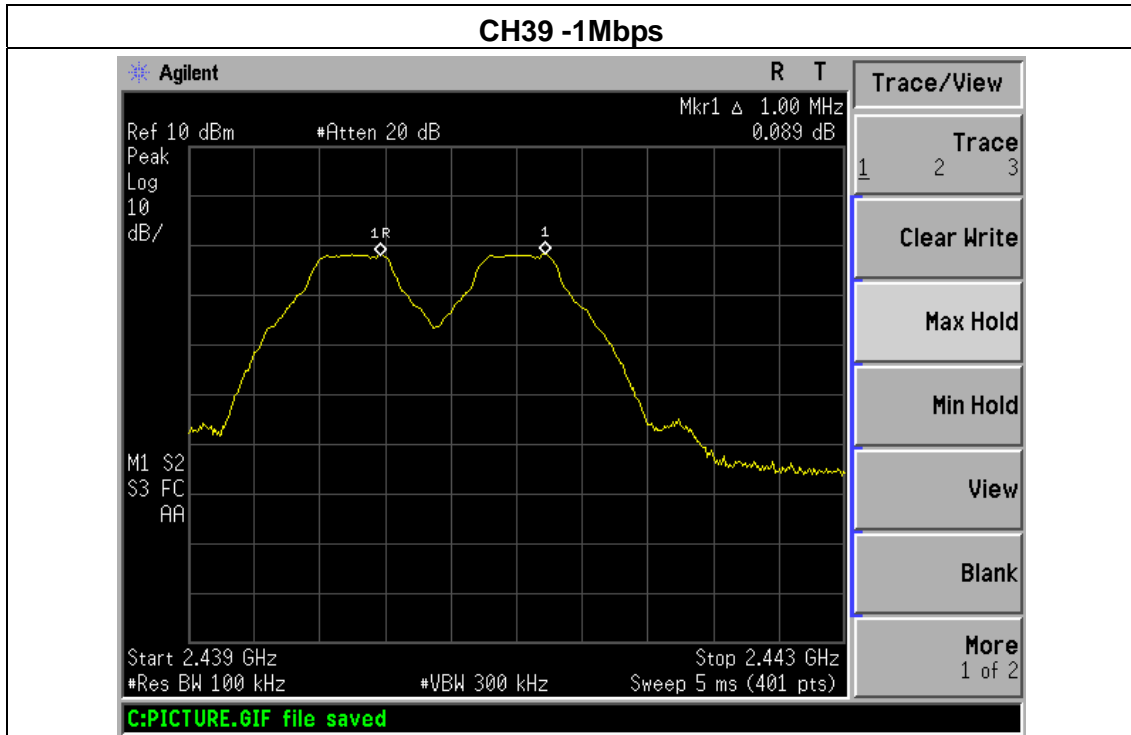 CH39 -1Mbps
Agilent R T
Mkr1 Δ 1.00 MHz
Ref 10 dBm #Atten 20 dB 0.089 dB
Peak
Log
10
dB/
1R
1
M1 S2
S3 FC
AA
Start 2.439 GHz Stop 2.443 GHz
#Res BW 100 kHz #VBW 300 kHz Sweep 5 ms (401 pts)
C:PICTURE.GIF file saved
Trace/View
Trace
1 2 3
Clear Write
Max Hold
Min Hold
View
Blank
More
1 of 2